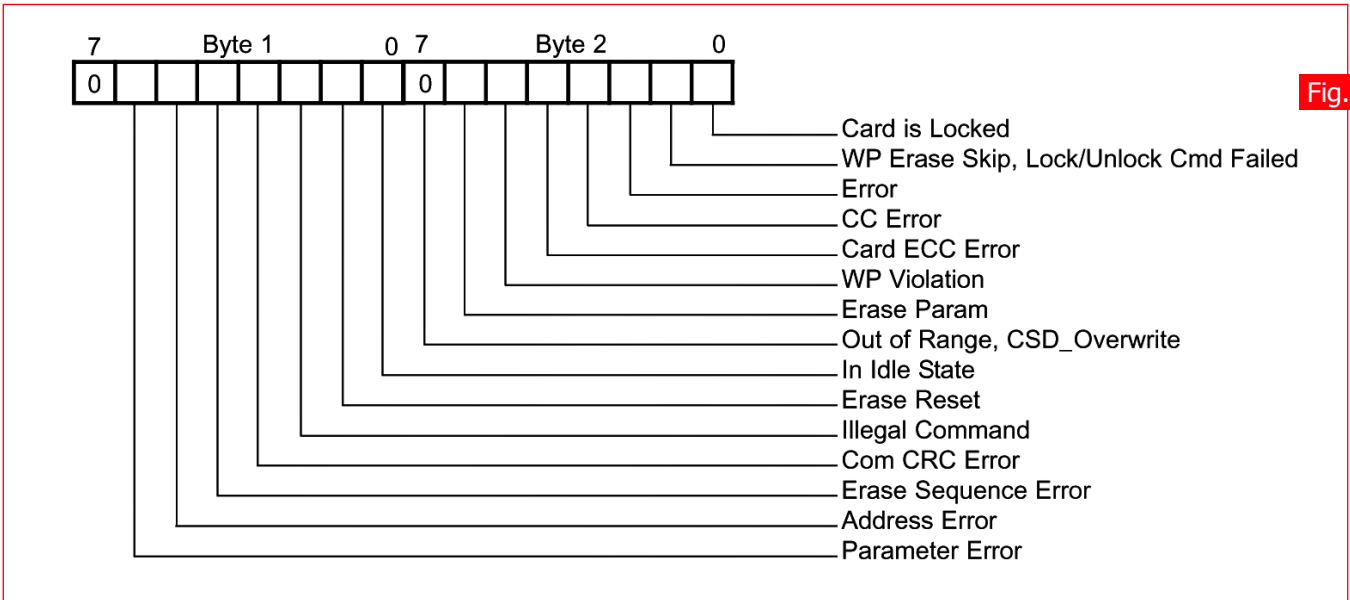 7 Byte 1 0 7 Byte 2 0
0 0
Fig.
Card is Locked
WP Erase Skip, Lock/Unlock Cmd Failed
Error
CC Error
Card ECC Error
WP Violation
Erase Param
Out of Range, CSD_Overwrite
In Idle State
Erase Reset
Illegal Command
Com CRC Error
Erase Sequence Error
Address Error
Parameter Error